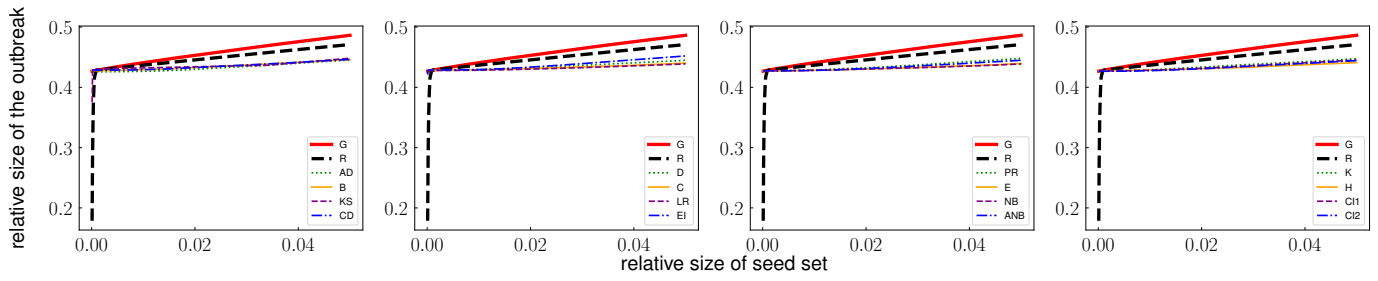 relative size of the outbreak
0.5
0.4
0.3
0.2
0.00
0.02
0.04
G
R
AD
B
KS
CD
0.5
0.4
0.3
0.2
0.00
0.02
0.04
G
R
D
C
LR
EI
0.5
0.4
0.3
0.2
0.00
0.02
0.04
G
R
PR
E
NB
ANB
0.5
0.4
0.3
0.2
0.00
0.02
0.04
G
R
K
H
CI1
CI2
relative size of seed set